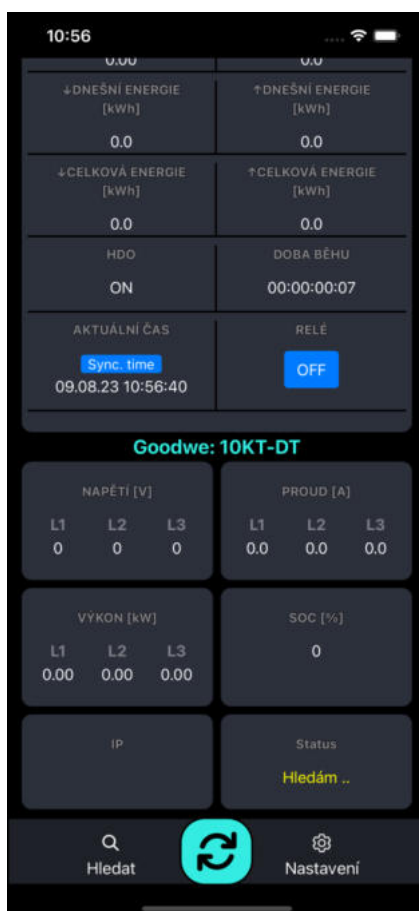 10:56
0.00 0.0
↓DNEŠNÍ ENERGIE ↑DNEŠNÍ ENERGIE
[kWh] [kWh]
0.0 0.0
↓CELKOVÁ ENERGIE ↑CELKOVÁ ENERGIE
[kWh] [kWh]
0.0 0.0
HDO DOBA BĚHU
ON 00:00:00:07
AKTUÁLNÍ ČAS RELÉ
Sync. time OFF
09.08.23 10:56:40
Goodwe: 10KT-DT
NAPĚTÍ [V] PROUD [A]
L1 L2 L3 L1 L2 L3
0 0 0 0.0 0.0 0.0
VÝKON [kW] SOC [%]
L1 L2 L3 0
0.00 0.00 0.00
IP Status
Hledám ..
Hledat Nastavení